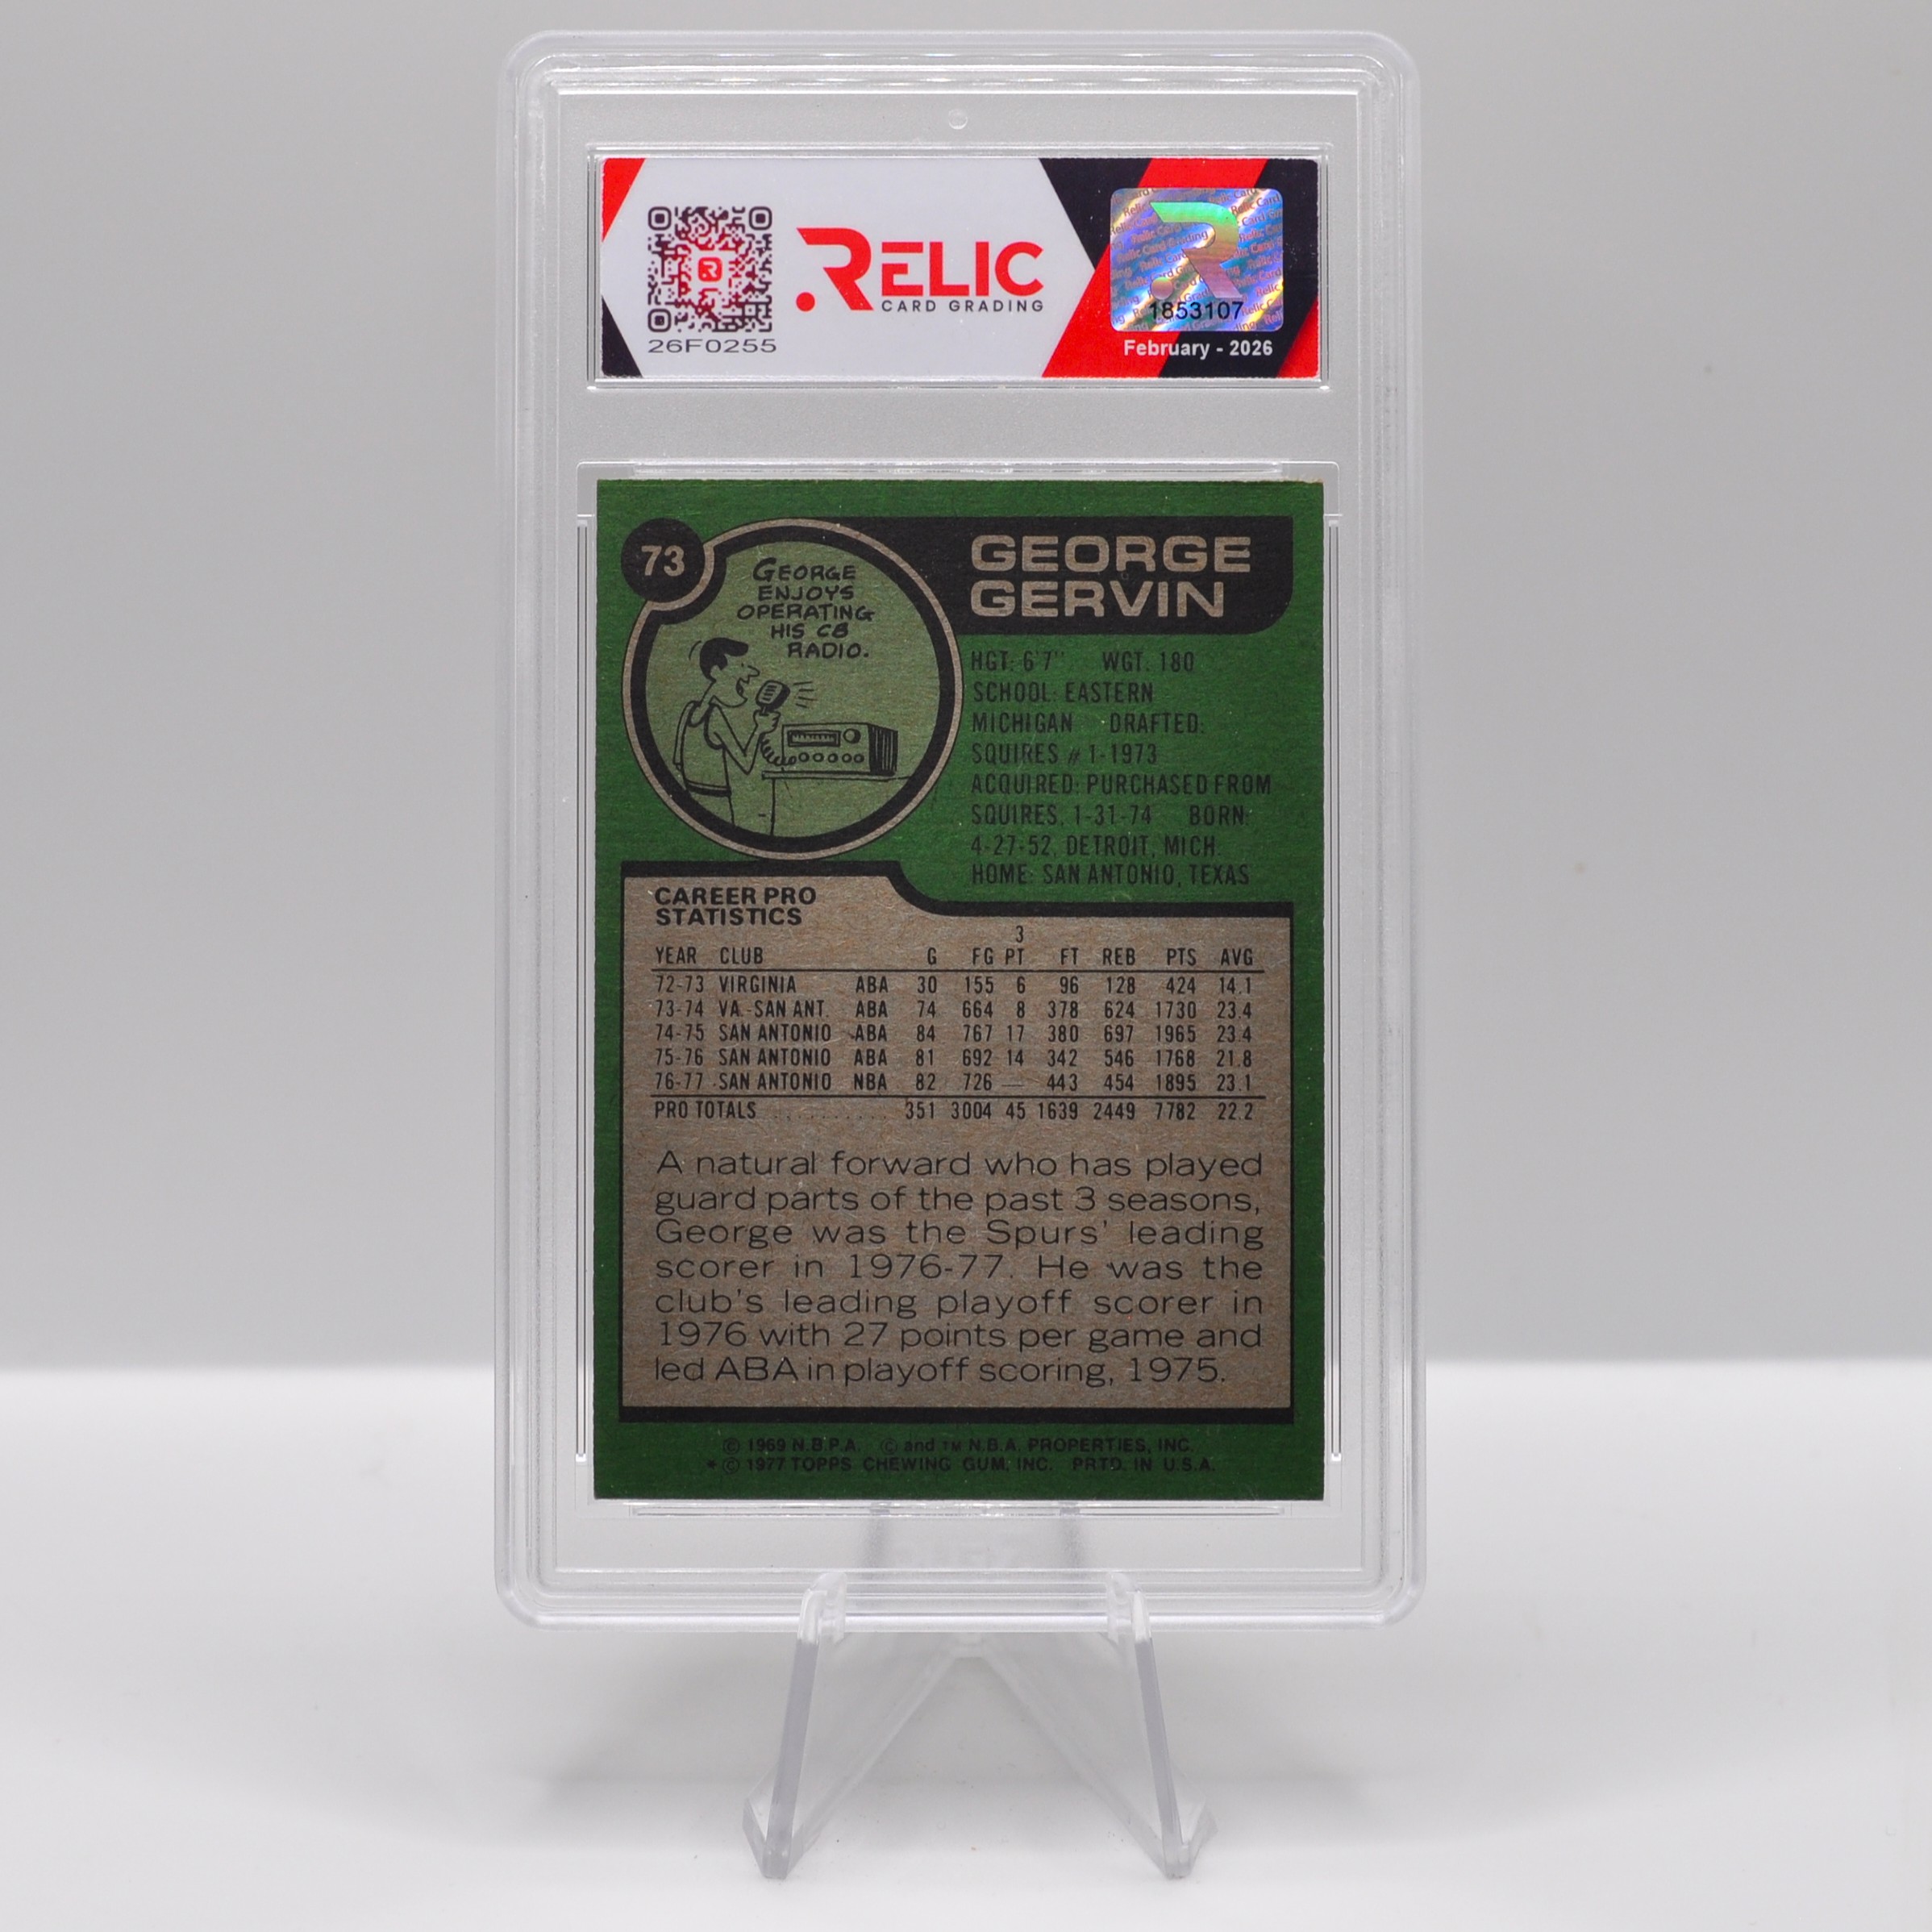 RELIC
CARD GRADING
26F0255
1853107
February - 2026
73
GEORGE
GERVIN
GEORGE
ENJOYS
OPERATING
HIS CB
RADIO.
HGT: 6'7" WGT. 180
SCHOOL: EASTERN
MICHIGAN DRAFTED:
SQUIRES #1-1973
ACQUIRED: PURCHASED FROM
SQUIRES, 1-31-74 BORN:
4-27-52, DETROIT, MICH.
HOME: SAN ANTONIO, TEXAS
CAREER PRO
STATISTICS
YEAR CLUB G FG 3 PT FT REB PTS AVG
72-73 VIRGINIA ABA 30 155 6 96 128 424 14.1
73-74 VA.-SAN ANT. ABA 74 664 8 378 624 1730 23.4
74-75 SAN ANTONIO ABA 84 767 17 380 697 1965 23.4
75-76 SAN ANTONIO ABA 81 692 14 342 546 1768 21.8
76-77 SAN ANTONIO NBA 82 726 — 443 454 1895 23.1
PRO TOTALS .......... 351 3004 45 1639 2449 7782 22.2
A natural forward who has played
guard parts of the past 3 seasons,
George was the Spurs' leading
scorer in 1976-77. He was the
club's leading playoff scorer in
1976 with 27 points per game and
led ABA in playoff scoring, 1975.
© 1969 N.B.P.A. © and TM N.B.A. PROPERTIES, INC.
* © 1977 TOPPS CHEWING GUM, INC. PRTD. IN U.S.A.